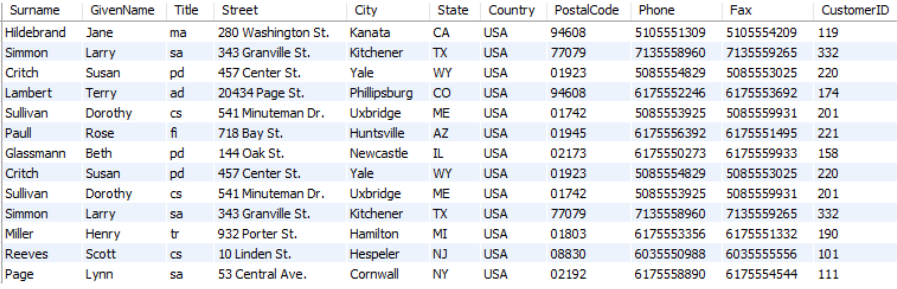 Surname GivenName Title Street City State Country PostalCode Phone Fax CustomerID
Hildebrand Jane ma 280 Washington St. Kanata CA USA 94608 5105551309 5105554209 119
Simmon Larry sa 343 Granville St. Kitchener TX USA 77079 7135558960 7135559265 332
Critch Susan pd 457 Center St. Yale WY USA 01923 5085554829 5085553025 220
Lambert Terry ad 20434 Page St. Phillipsburg CO USA 94608 6175552246 6175553692 174
Sullivan Dorothy cs 541 Minuteman Dr. Uxbridge ME USA 01742 5085553925 5085559931 201
Paull Rose fi 718 Bay St. Huntsville AZ USA 01945 6175556392 6175551495 221
Glassmann Beth pd 144 Oak St. Newcastle IL USA 02173 6175550273 6175559933 158
Critch Susan pd 457 Center St. Yale WY USA 01923 5085554829 5085553025 220
Sullivan Dorothy cs 541 Minuteman Dr. Uxbridge ME USA 01742 5085553925 5085559931 201
Simmon Larry sa 343 Granville St. Kitchener TX USA 77079 7135558960 7135559265 332
Miller Henry tr 932 Porter St. Hamilton MI USA 01803 6175553356 6175551332 190
Reeves Scott cs 10 Linden St. Hespeler NJ USA 08830 6035550988 6035555556 101
Page Lynn sa 53 Central Ave. Cornwall NY USA 02192 6175558890 6175554544 111